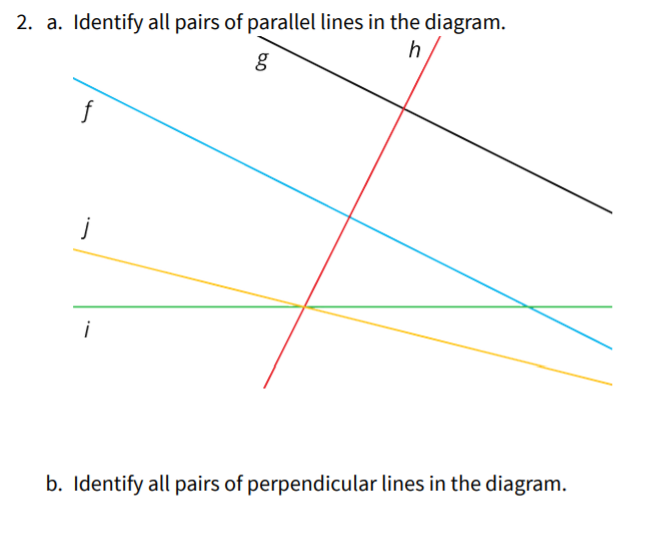 2. a. Identify all pairs of parallel lines in the diagram.
h
g
f
j
i
b. Identify all pairs of perpendicular lines in the diagram.